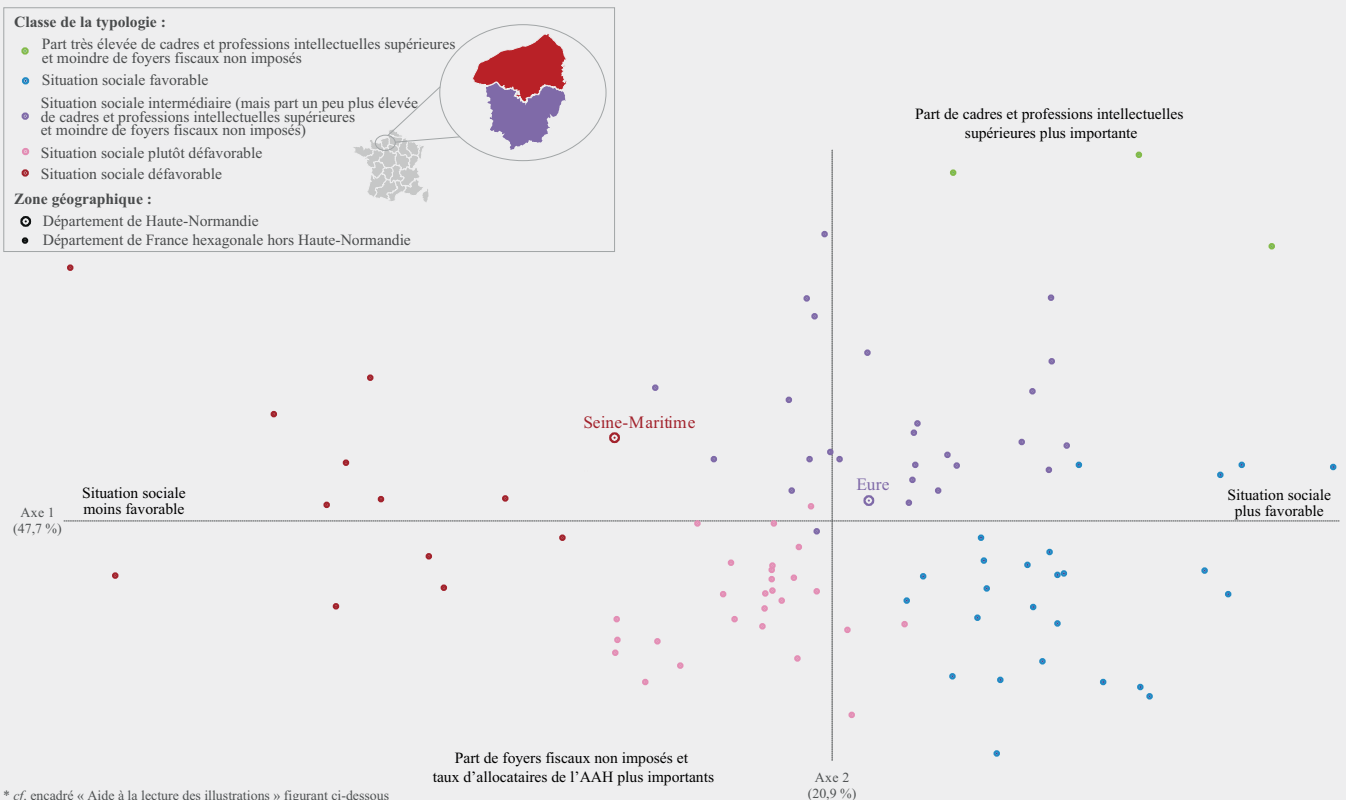 Classe de la typologie :
Part très élevée de cadres et professions intellectuelles supérieures
et moindre de foyers fiscaux non imposés
Situation sociale favorable
Situation sociale intermédiaire (mais part un peu plus élevée
de cadres et professions intellectuelles supérieures
et moindre de foyers fiscaux non imposés)
Situation sociale plutôt défavorable
Situation sociale défavorable
Zone géographique :
Département de Haute-Normandie
Département de France hexagonale hors Haute-Normandie
Part de cadres et professions intellectuelles
supérieures plus importante
Seine-Maritime
Eure
Situation sociale
moins favorable
Axe 1
(47,7 %)
Situation sociale
plus favorable
Part de foyers fiscaux non imposés et
taux d’allocataires de l’AAH plus importants
Axe 2
(20,9 %)
* cf. encadré « Aide à la lecture des illustrations » figurant ci-dessous